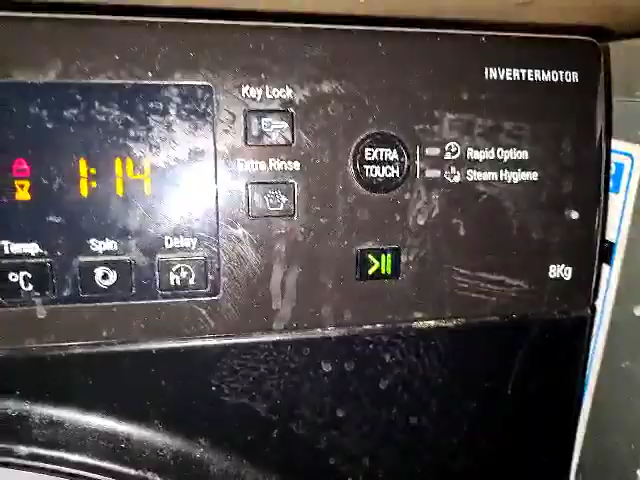 INVERTERMOTOR
Key Lock
1:14
Extra Rinse
EXTRA
TOUCH
Rapid Option
Steam Hygiene
Temp.
Spin
Delay
°C
h
8Kg